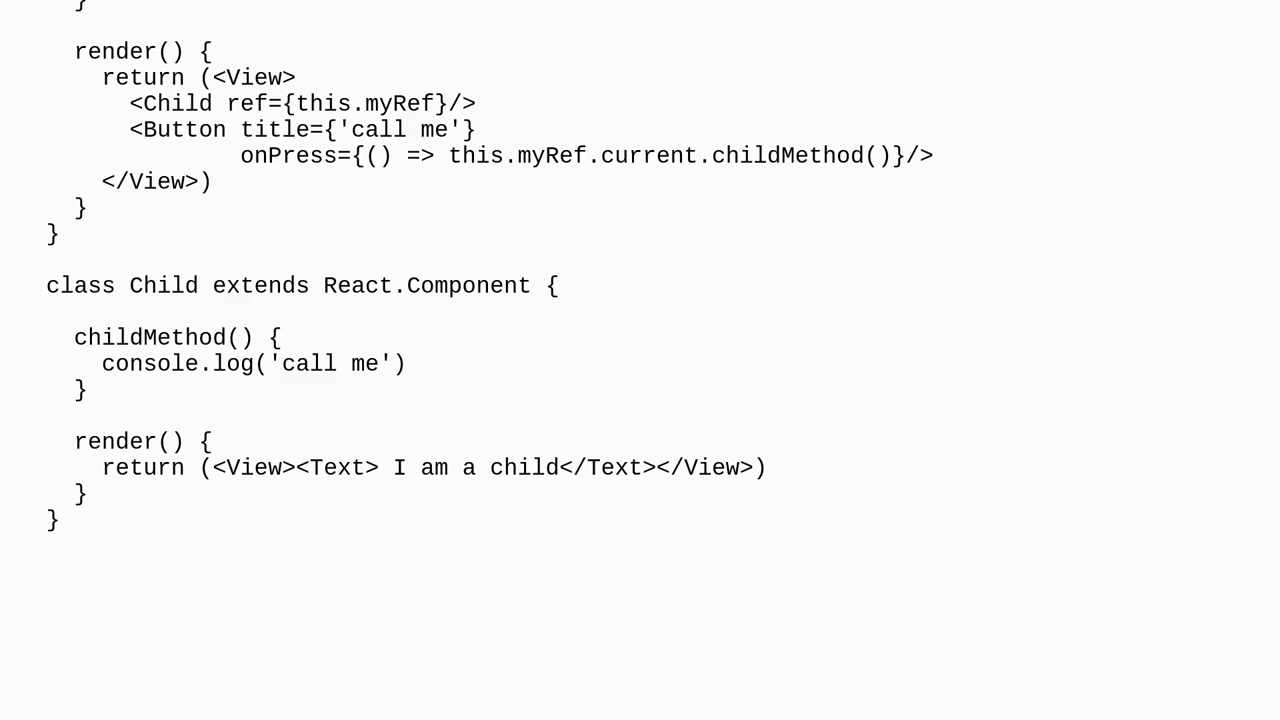 }
render() {
return (<View>
<Child ref={this.myRef}/>
<Button title={'call me'}
onPress={() => this.myRef.current.childMethod()}/>
</View>)
}
}
class Child extends React.Component {
childMethod() {
console.log('call me')
}
render() {
return (<View><Text> I am a child</Text></View>)
}
}